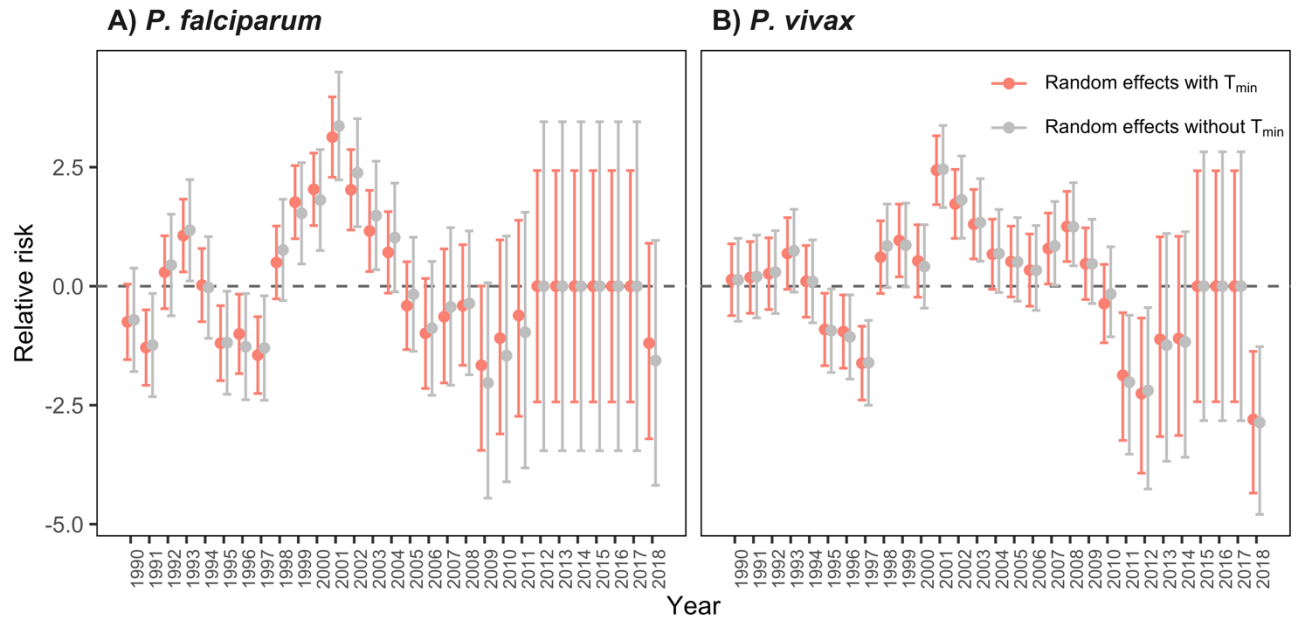 A) P. falciparum
B) P. vivax
Random effects with Tmin
Random effects without Tmin
Relative risk
2.5
0.0
-2.5
-5.0
1990 1991 1992 1993 1994 1995 1996 1997 1998 1999 2000 2001 2002 2003 2004 2005 2006 2007 2008 2009 2010 2011 2012 2013 2014 2015 2016 2017 2018
1990 1991 1992 1993 1994 1995 1996 1997 1998 1999 2000 2001 2002 2003 2004 2005 2006 2007 2008 2009 2010 2011 2012 2013 2014 2015 2016 2017 2018
Year